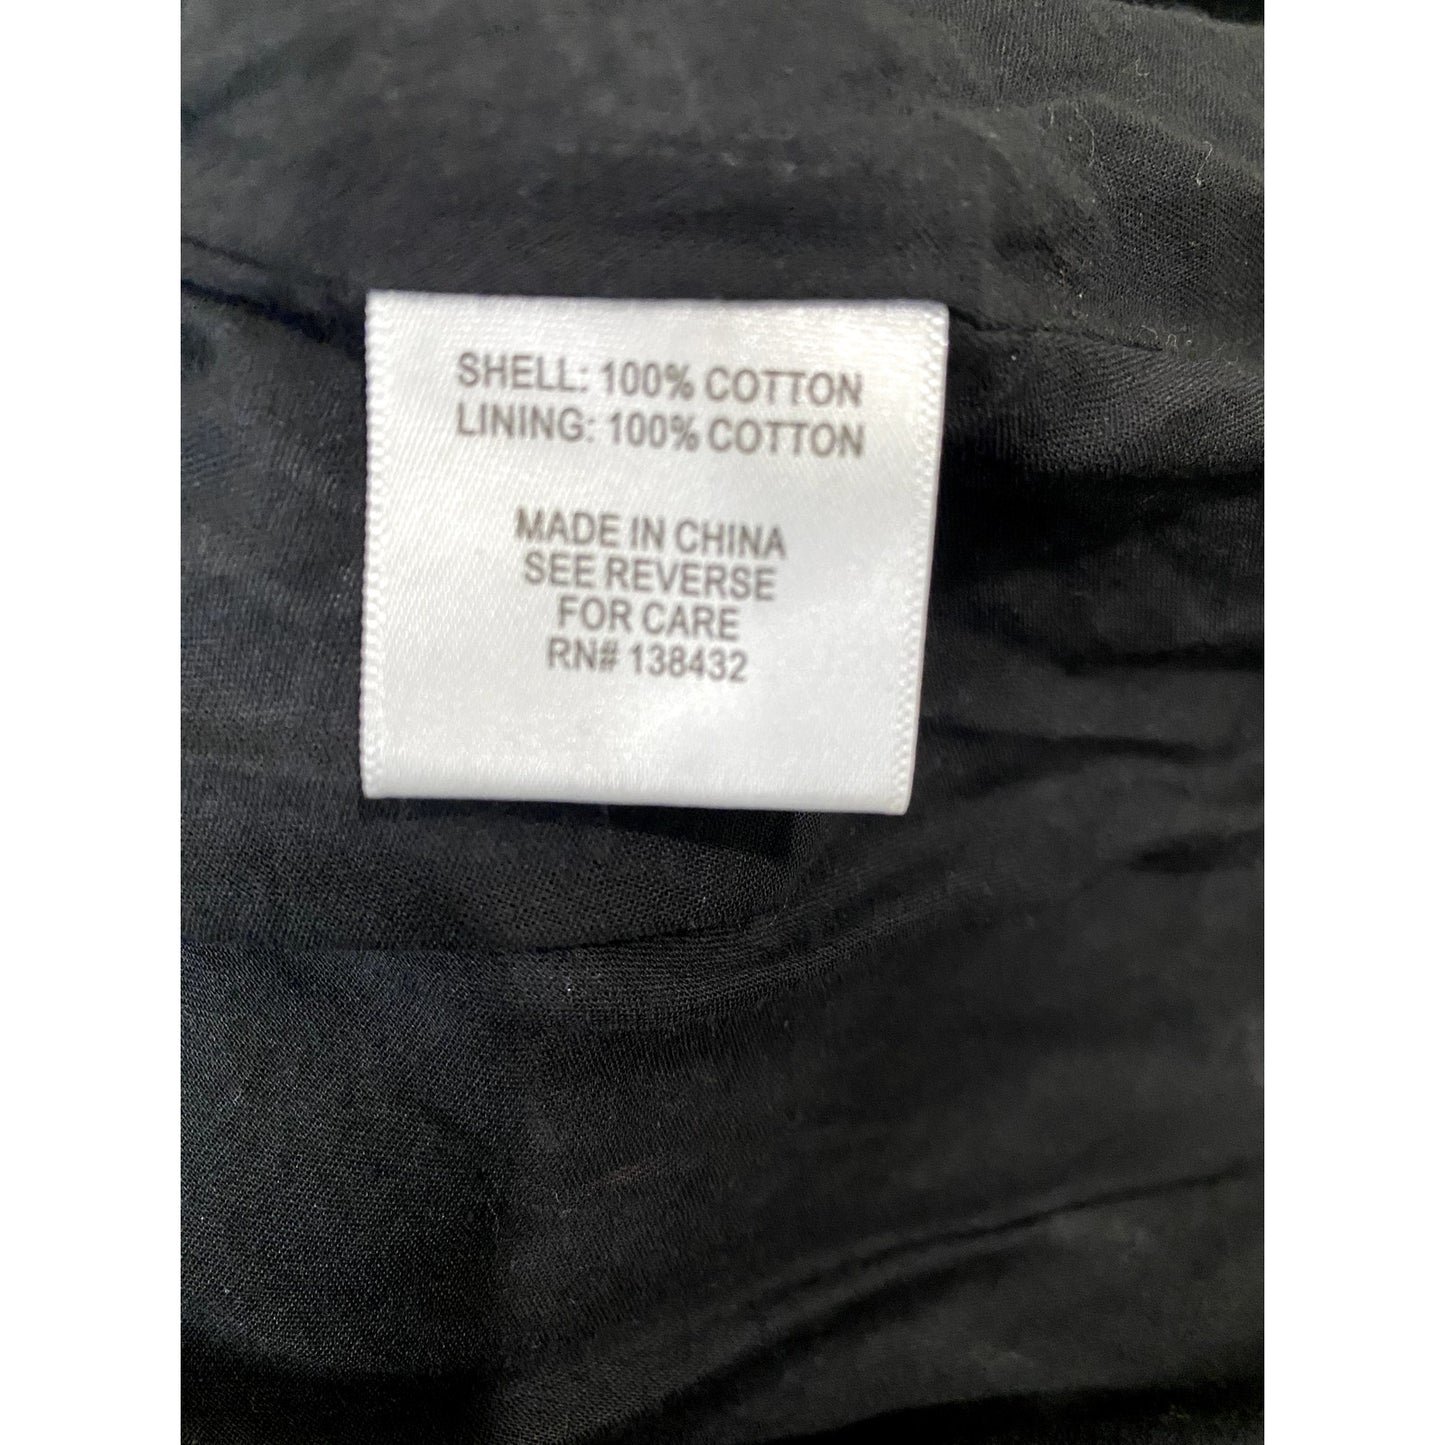 SHELL: 100% COTTON
LINING: 100% COTTON
MADE IN CHINA
SEE REVERSE
FOR CARE
RN# 138432